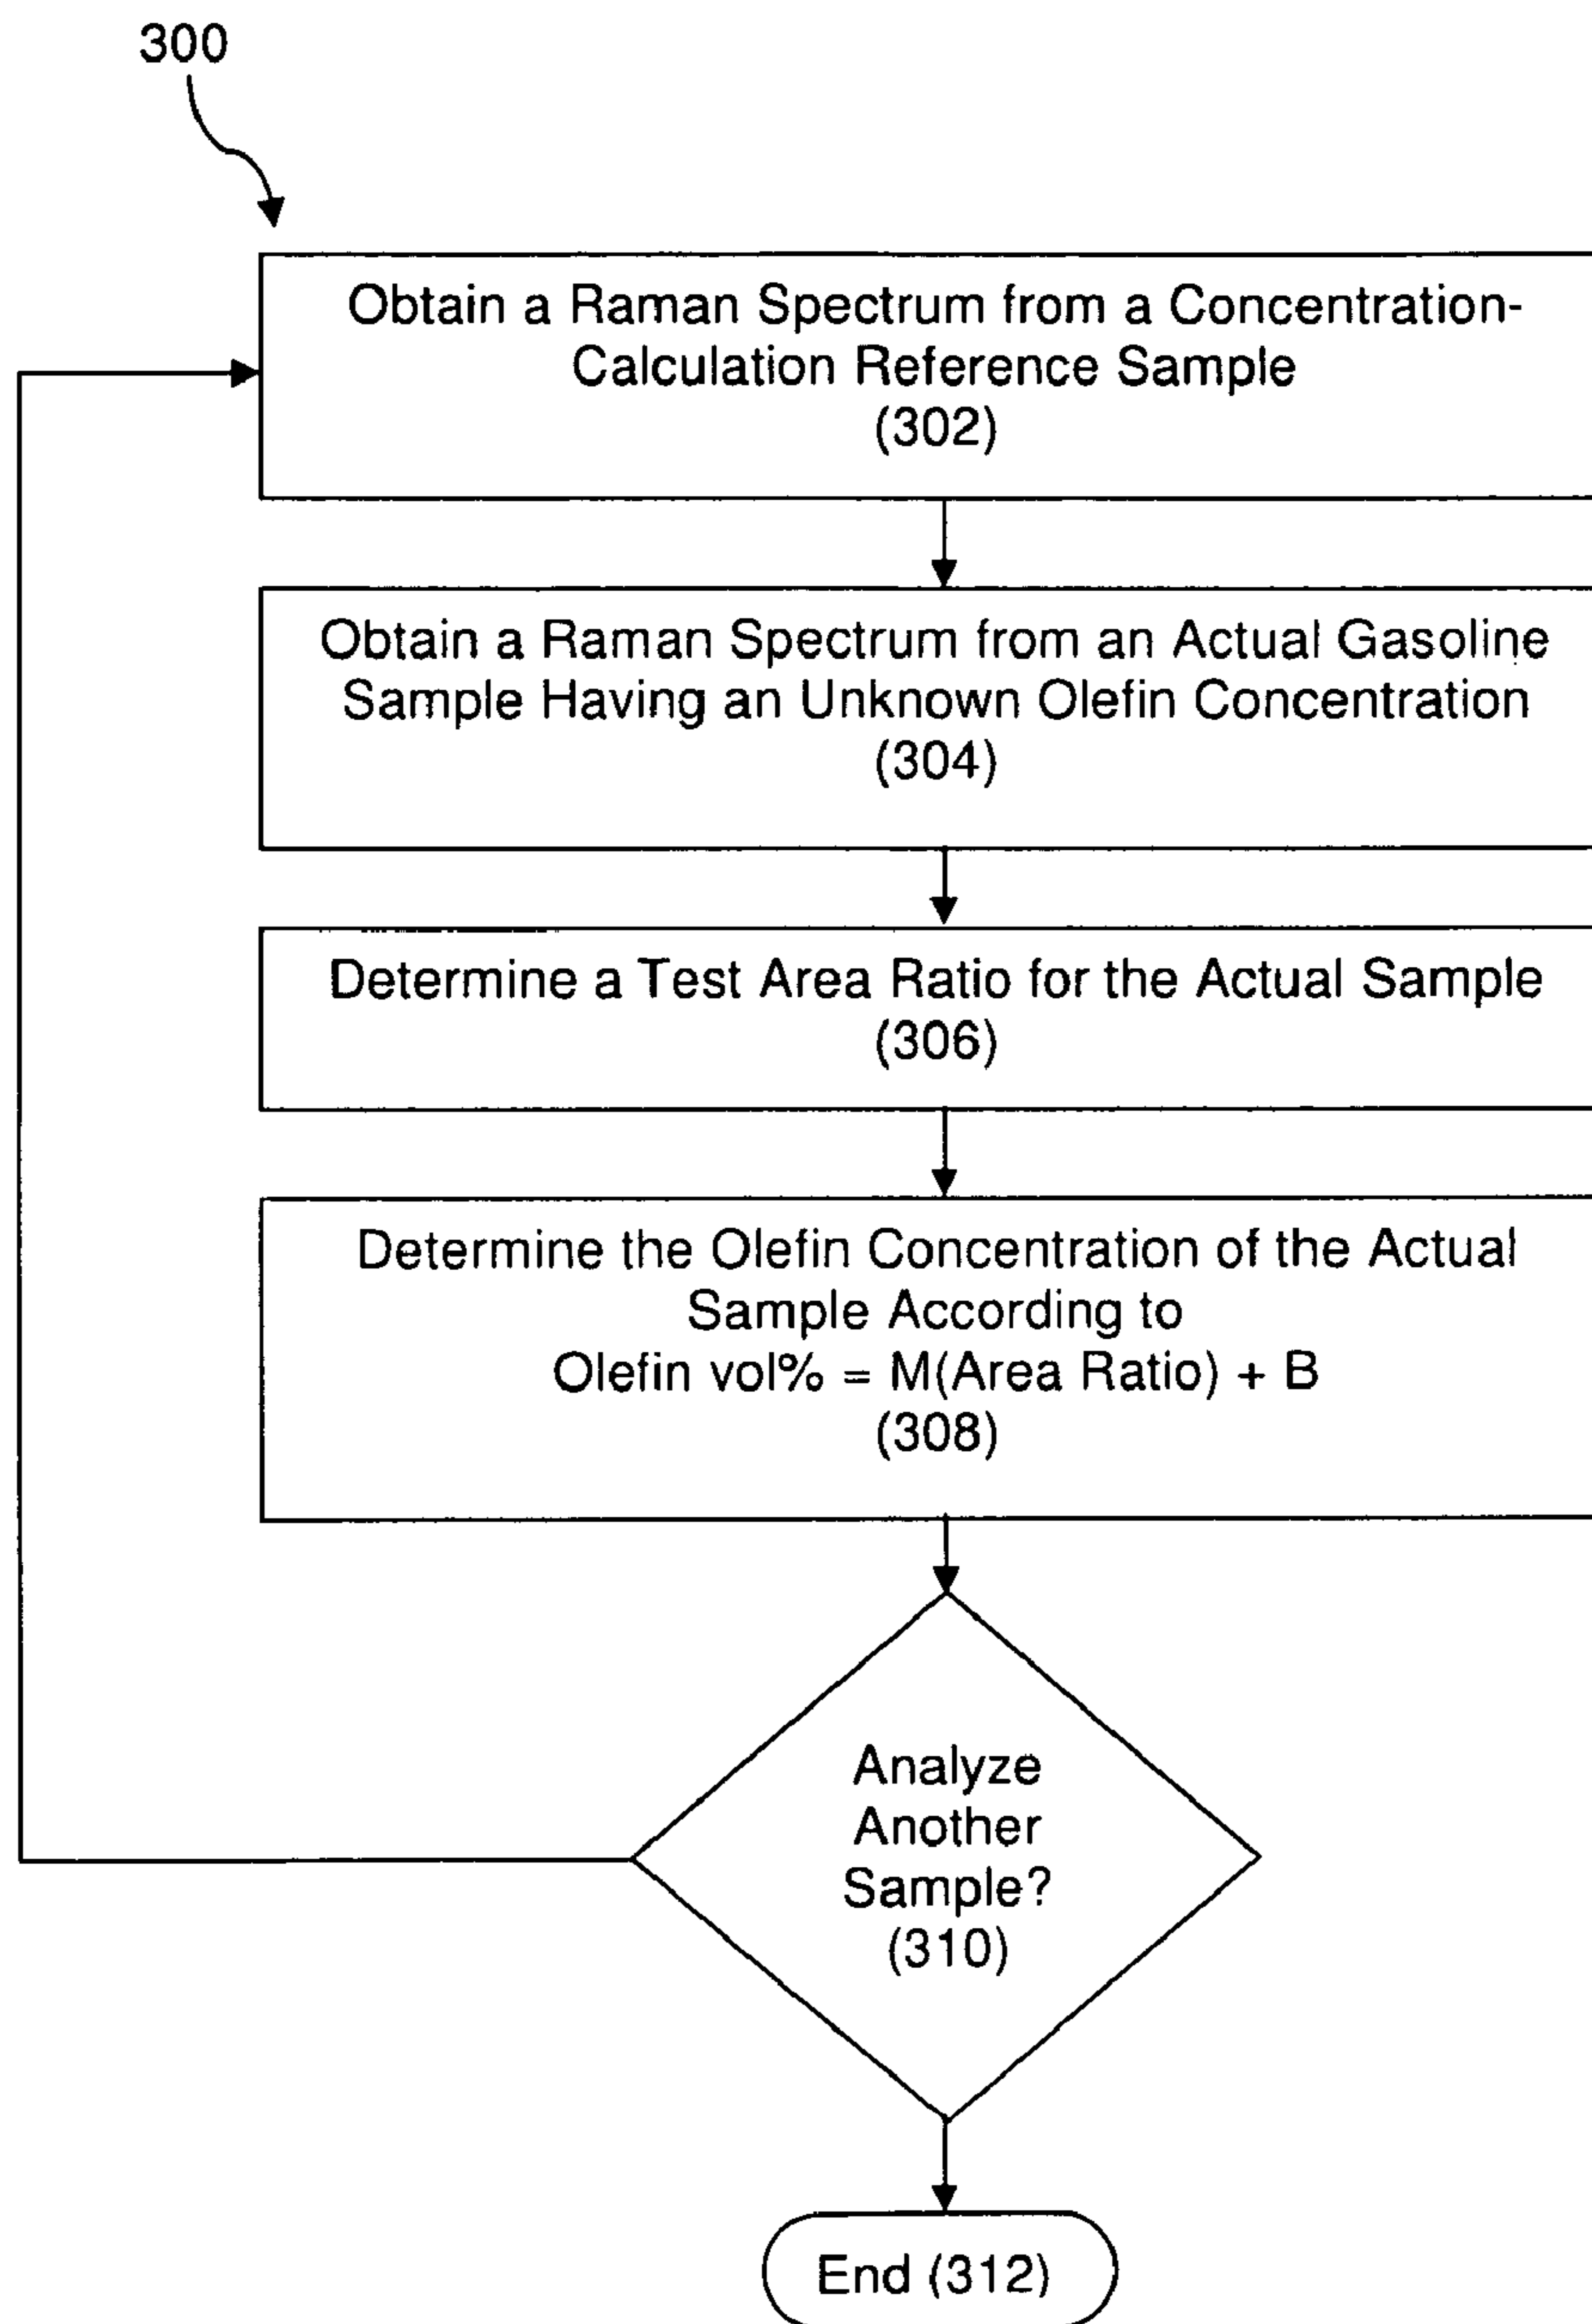 300
Obtain a Raman Spectrum from a Concentration-
Calculation Reference Sample
(302)
Obtain a Raman Spectrum from an Actual Gasoline
Sample Having an Unknown Olefin Concentration
(304)
Determine a Test Area Ratio for the Actual Sample
(306)
Determine the Olefin Concentration of the Actual
Sample According to
Olefin vol% = M(Area Ratio) + B
(308)
Analyze
Another
Sample?
(310)
End (312)